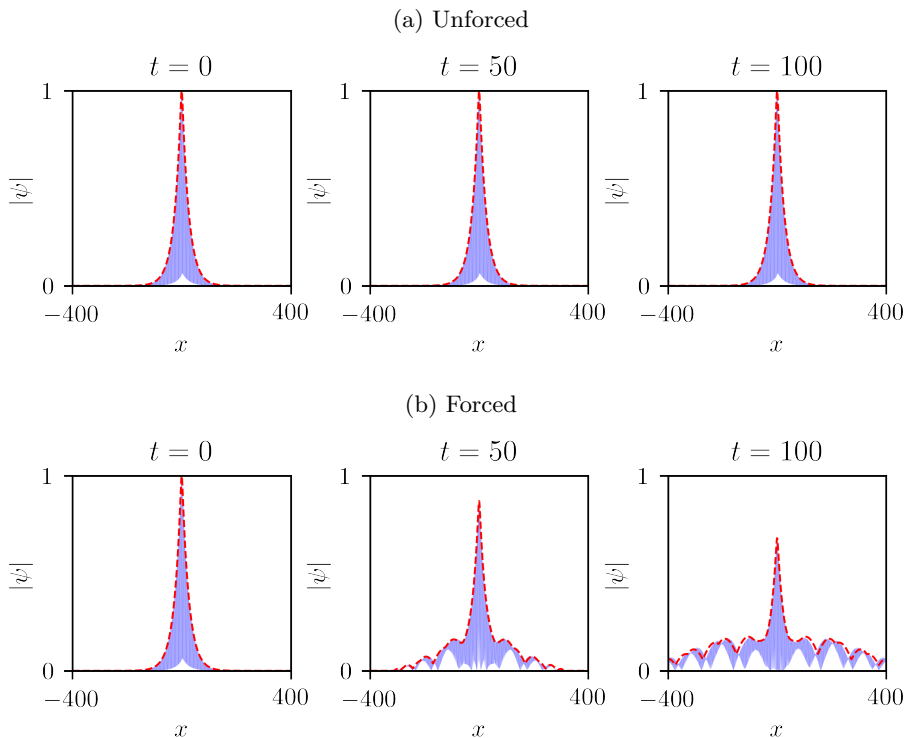 (a) Unforced
t = 0 t = 50 t = 100
1 1 1
|ψ| |ψ| |ψ|
0 0 0
−400 400 −400 400 −400 400
x x x
(b) Forced
t = 0 t = 50 t = 100
1 1 1
|ψ| |ψ| |ψ|
0 0 0
−400 400 −400 400 −400 400
x x x